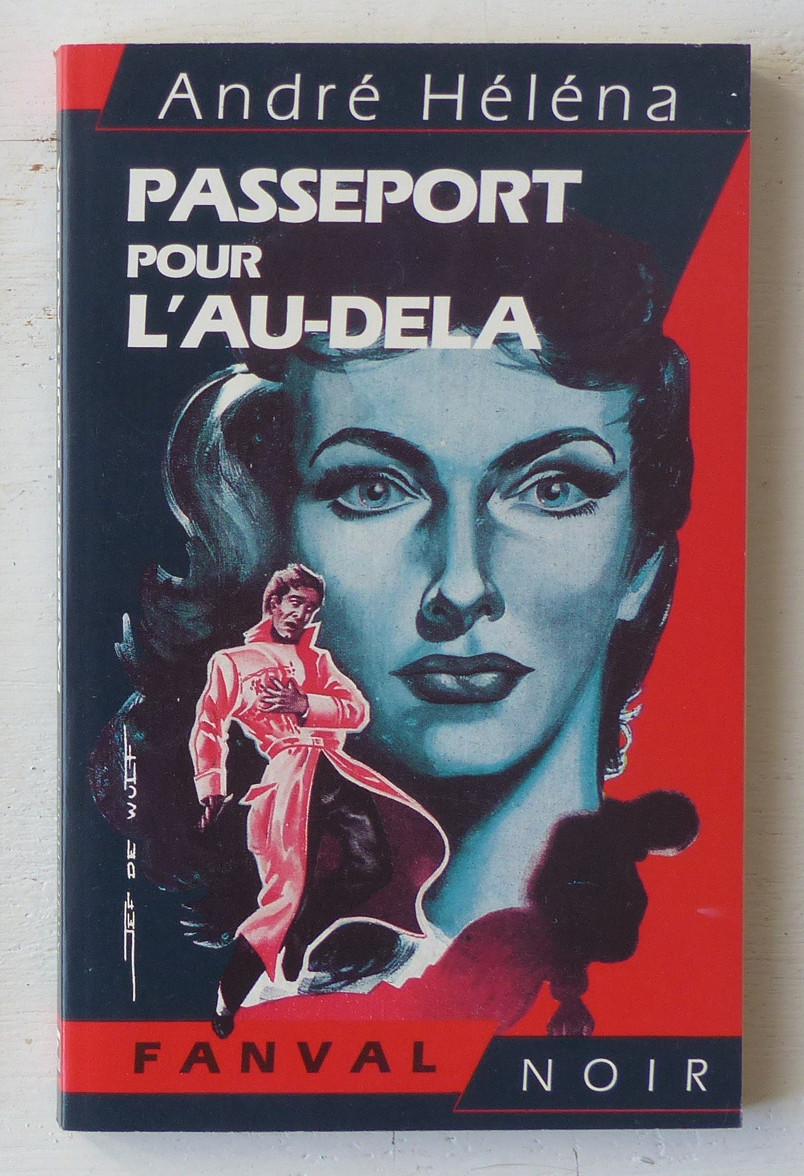 André Héléna
PASSEPORT
POUR
L'AU-DELA
JEF DE WULF
FANVAL
NOIR